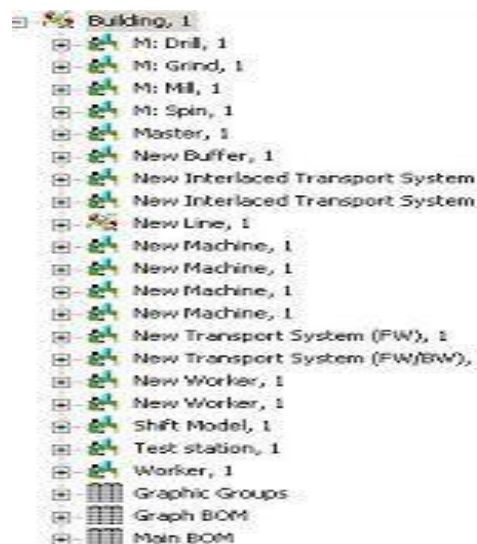 Building, 1
M: Drill, 1
M: Grind, 1
M: Mill, 1
M: Spin, 1
Master, 1
New Buffer, 1
New Interlaced Transport System
New Interlaced Transport System
New Line, 1
New Machine, 1
New Machine, 1
New Machine, 1
New Machine, 1
New Transport System (FW), 1
New Transport System (FW/BW),
New Worker, 1
New Worker, 1
Shift Model, 1
Test station, 1
Worker, 1
Graphic Groups
Graph BOM
Main BOM